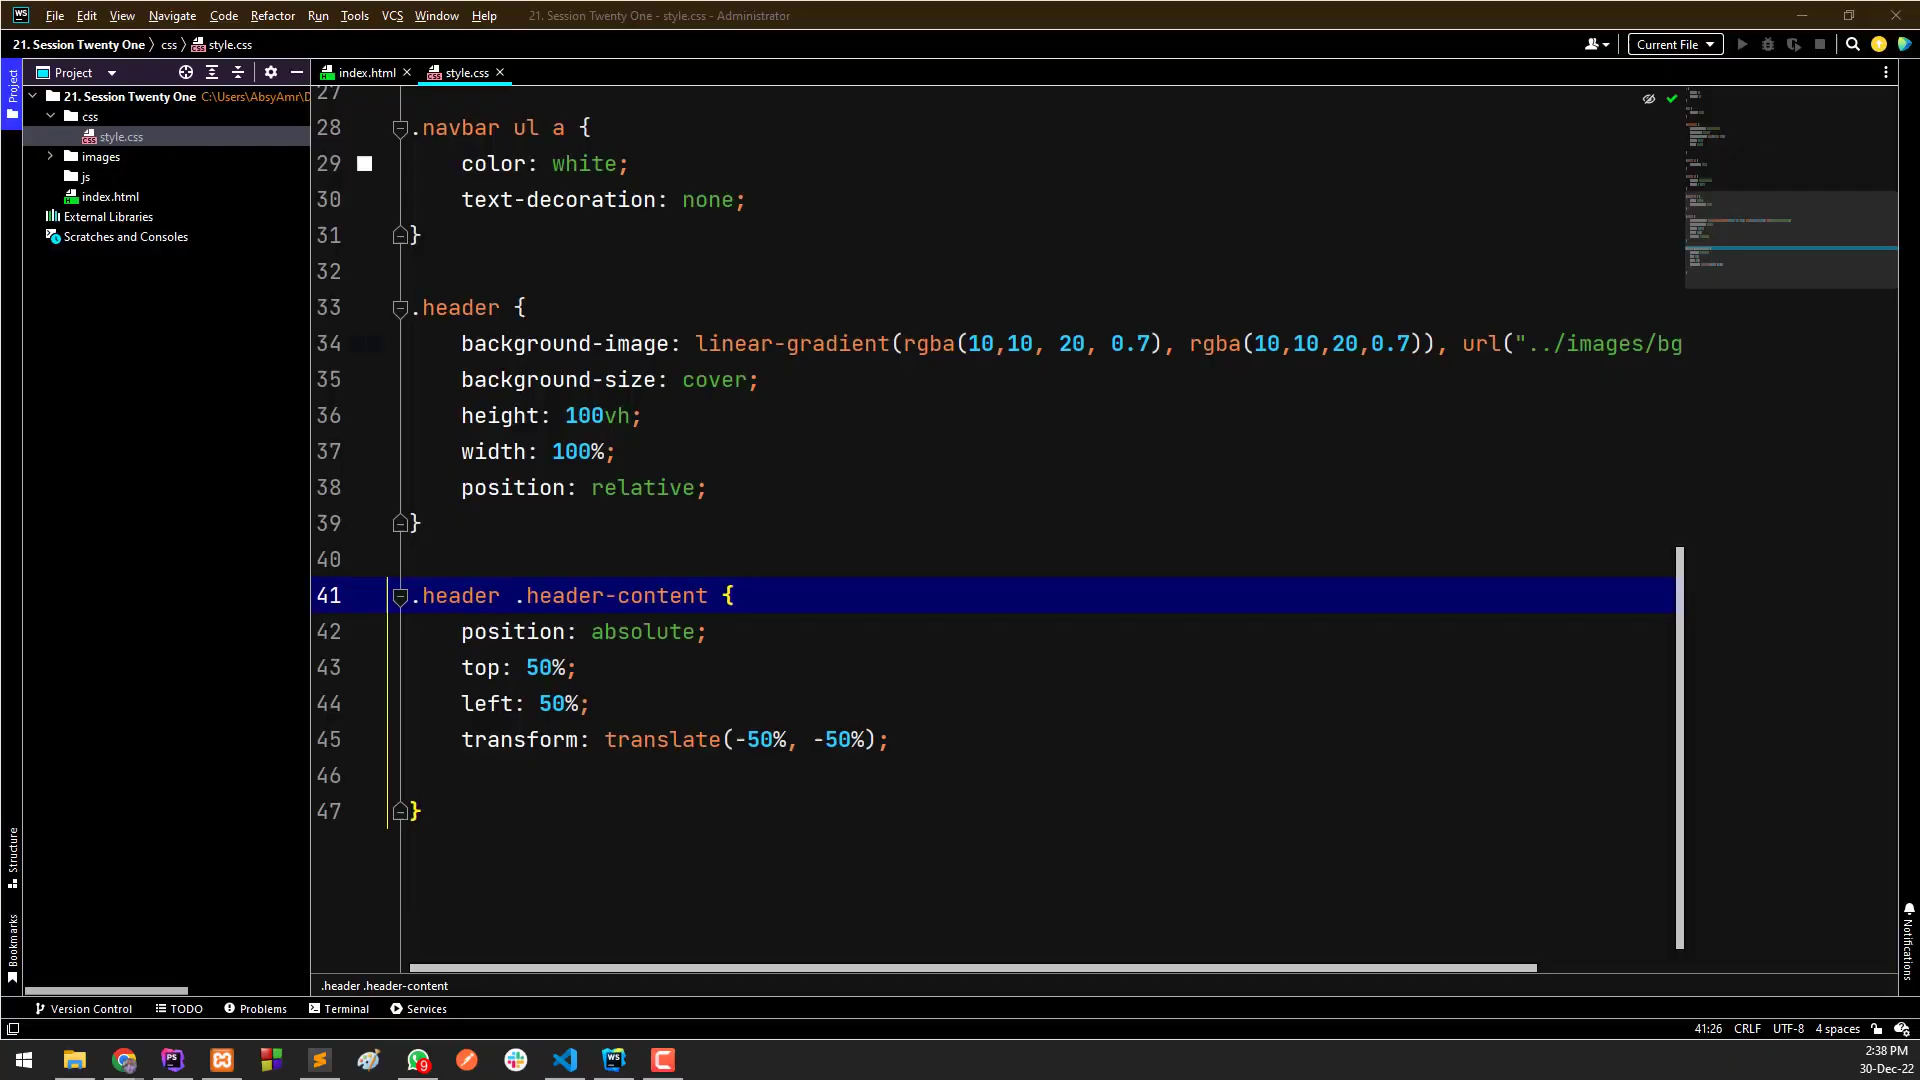 WS File Edit View Navigate Code Refactor Run Tools VCS Window Help 21. Session Twenty One - style.css - Administrator
21. Session Twenty One css style.css Current File
Project index.html style.css
Project
21. Session Twenty One C:\Users\AbsyAmr\D
css
style.css
images
js
index.html
External Libraries
Scratches and Consoles
27
28 .navbar ul a {
29 color: white;
30 text-decoration: none;
31 }
32
33 .header {
34 background-image: linear-gradient(rgba(10,10, 20, 0.7), rgba(10,10,20,0.7)), url("../images/bg
35 background-size: cover;
36 height: 100vh;
37 width: 100%;
38 position: relative;
39 }
40
41 .header .header-content {
42 position: absolute;
43 top: 50%;
44 left: 50%;
45 transform: translate(-50%, -50%);
46
47 }
Structure
Bookmarks
Notifications
.header .header-content
Version Control TODO Problems Terminal Services
41:26 CRLF UTF-8 4 spaces
PS 9 WS
2:38 PM
30-Dec-22